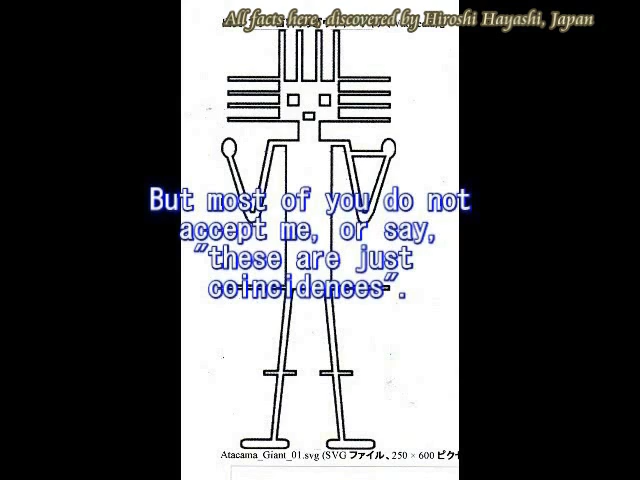 All facts here, discovered by Hiroshi Hayashi, Japan
But most of you do not
accept me, or say,
"these are just
coincidences".
Atacama_Giant_01.svg (SVG ファイル、250 × 600 ピク